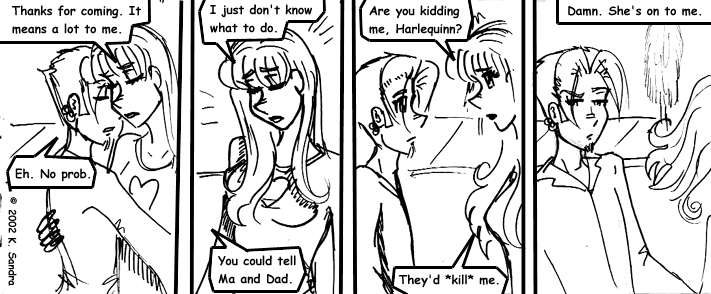 Thanks for coming. It
means a lot to me.
Eh. No prob.
© 2002 K. Sandra
I just don't know
what to do.
You could tell
Ma and Dad.
Are you kidding
me, Harlequinn?
They'd *kill* me.
Damn. She's on to me.